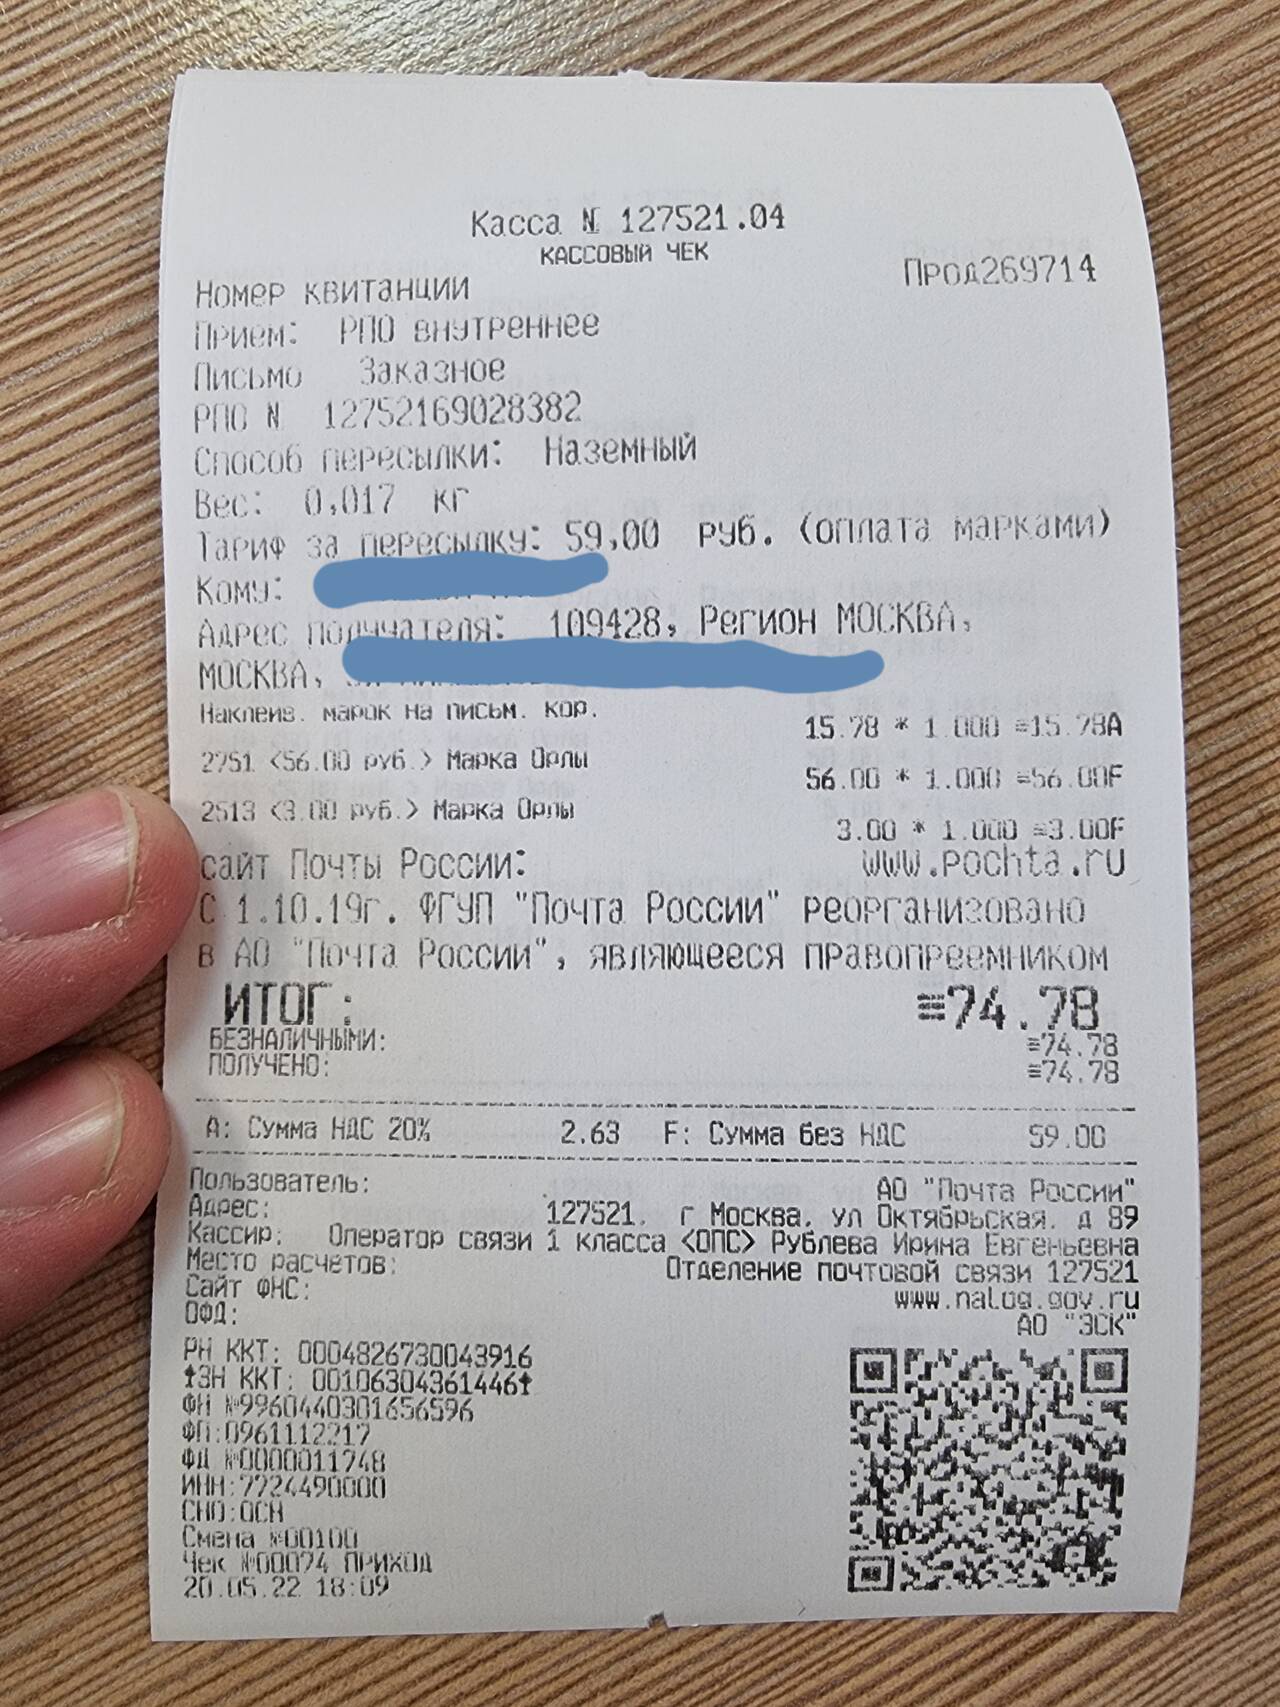 Касса № 127521.04
КАССОВЫЙ ЧЕК
Прод269714
Номер квитанции
Прием: РПО внутреннее
Письмо Заказное
РПО № 12752169028382
Способ пересылки: Наземный
Вес: 0,017 кг
Тариф за пересылку: 59,00 руб. (оплата марками)
Кому:
Адрес получателя: 109428, Регион МОСКВА,
МОСКВА,
Наклеив. марок на письм. кор.
15.78 * 1.000 ≡15.78A
2751 <56.00 руб.> Марка Орлы
56.00 * 1.000 ≡56.00F
2513 <3.00 руб.> Марка Орлы
3.00 * 1.000 ≡3.00F
сайт Почты России: www.pochta.ru
С 1.10.19г. ФГУП "Почта России" реорганизовано
в АО "Почта России", являющееся правопреемником
ИТОГ: ≡74.78
БЕЗНАЛИЧНЫМИ: ≡74.78
ПОЛУЧЕНО: ≡74.78
A: Сумма НДС 20% 2.63 F: Сумма без НДС 59.00
Пользователь: АО "Почта России"
Адрес: 127521, г Москва, ул Октябрьская, д 89
Кассир: Оператор связи 1 класса <ОПС> Рублева Ирина Евгеньевна
Место расчетов: Отделение почтовой связи 127521
Сайт ФНС: www.nalog.gov.ru
ОФД: АО "ЭСК"
РН ККТ: 0004826730043916
↑ЗН ККТ: 00106304361446↑
ФН №9960440301656596
ФП:0961112217
ФД №0000011748
ИНН:7724490000
СНО:ОСН
Смена №00100
Чек №00074 ПРИХОД
20.05.22 18:09